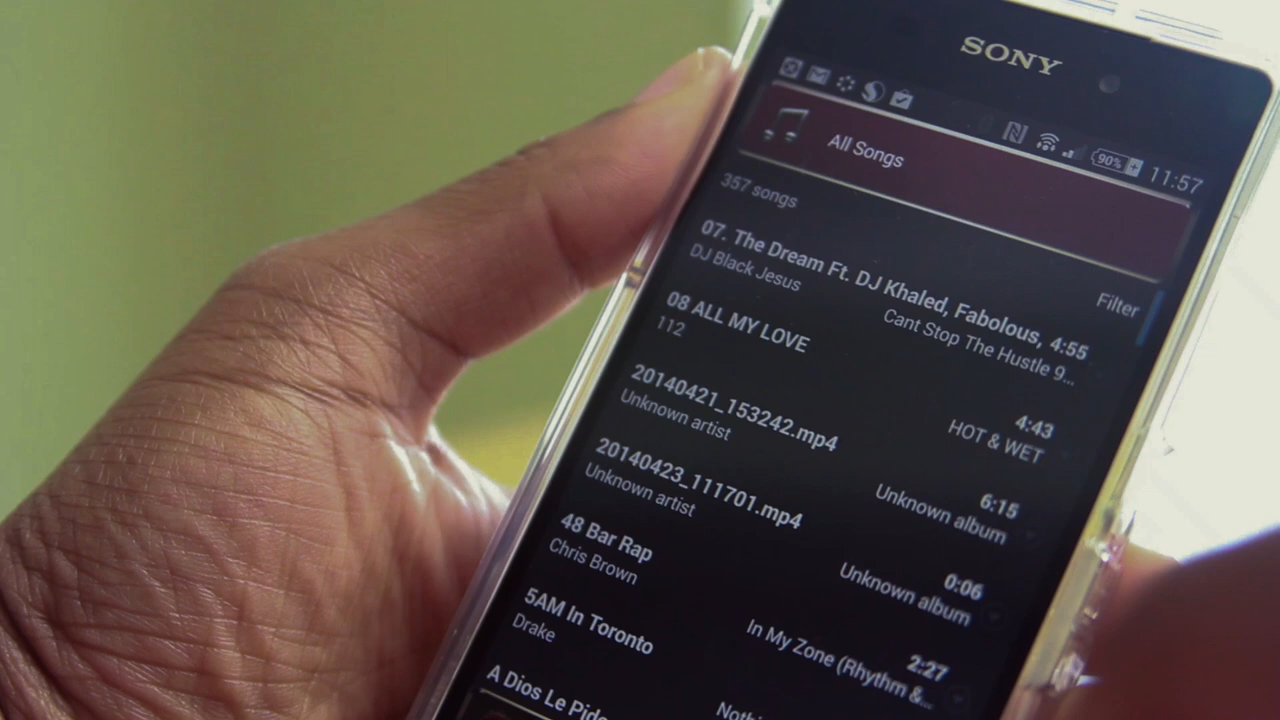 SONY
90% 11:57
All Songs
357 songs
Filter
07. The Dream Ft. DJ Khaled, Fabolous, 4:55
DJ Black Jesus Cant Stop The Hustle 9...
08 ALL MY LOVE 4:43
112 HOT & WET
20140421_153242.mp4 6:15
Unknown artist Unknown album
20140423_111701.mp4 0:06
Unknown artist Unknown album
48 Bar Rap 2:27
Chris Brown In My Zone (Rhythm &...
5AM In Toronto
Drake
A Dios Le